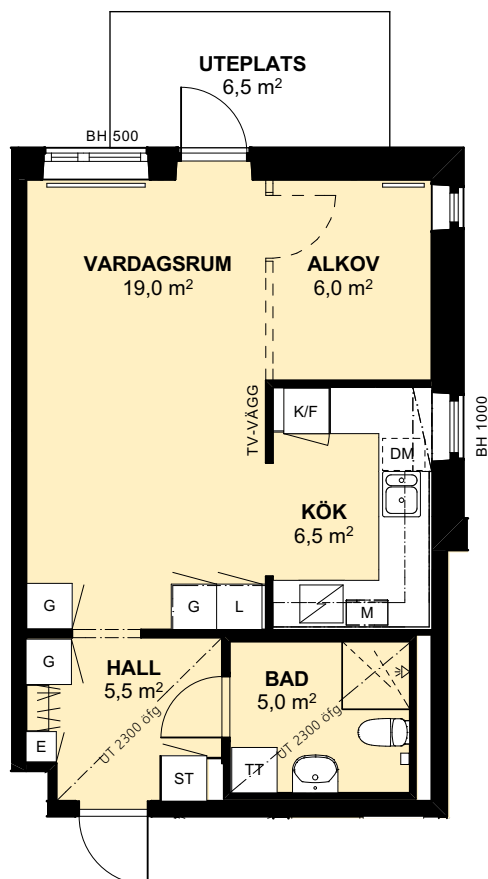 UTEPLATS
6,5 m²
BH 500
VARDAGSRUM
19,0 m²
ALKOV
6,0 m²
TV-VÄGG
K/F
BH 1000
DM
KÖK
6,5 m²
G
G
L
M
G
HALL
5,5 m²
BAD
5,0 m²
UT 2300 öfg
UT 2300 öfg
E
ST
TT